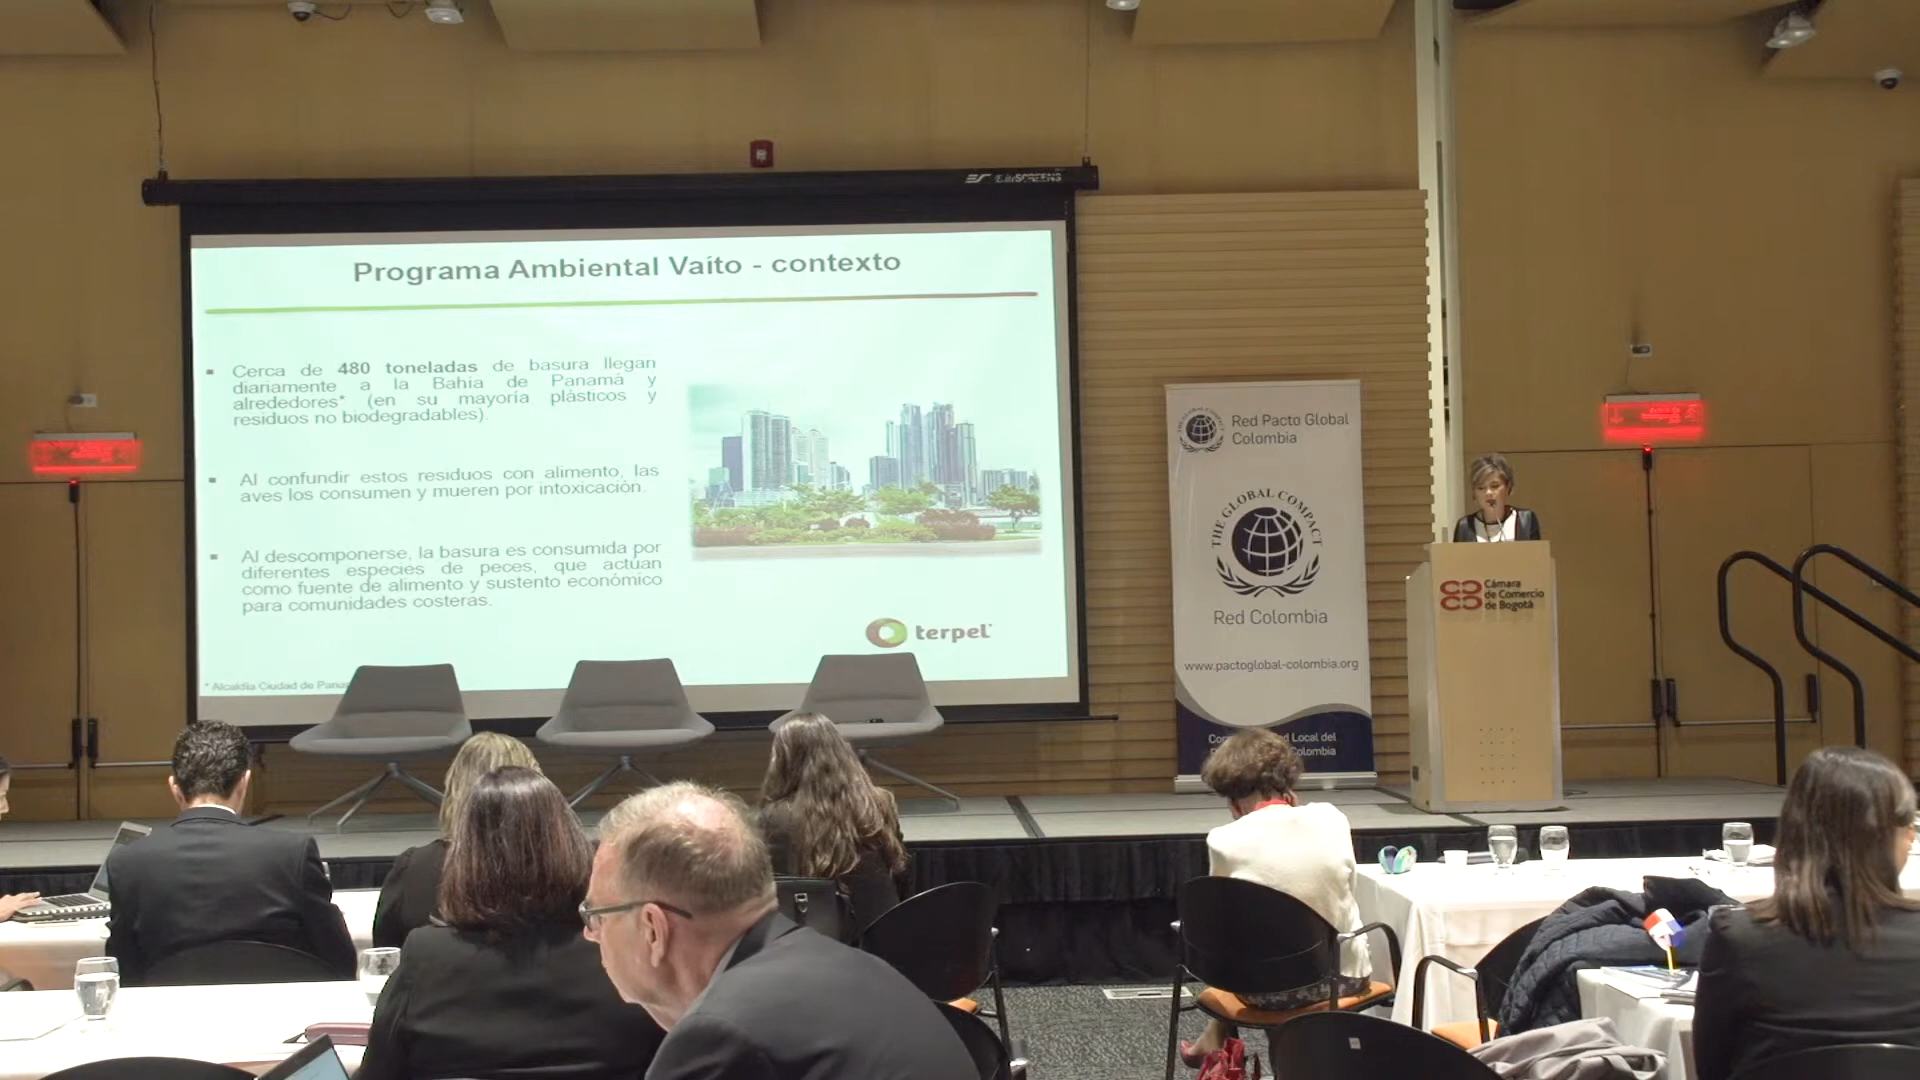 EliteSCREENS
Programa Ambiental Vaíto - contexto
Cerca de 480 toneladas de basura llegan
diariamente a la Bahía de Panamá y
alrededores* (en su mayoría plásticos y
residuos no biodegradables).
Al confundir estos residuos con alimento, las
aves los consumen y mueren por intoxicación.
Al descomponerse, la basura es consumida por
diferentes especies de peces, que actúan
como fuente de alimento y sustento económico
para comunidades costeras.
terpel
* Alcaldía Ciudad de
Red Pacto Global
Colombia
THE GLOBAL COMPACT
Red Colombia
www.pactoglobal-colombia.org
Local del
Colombia
Cámara
de Comercio
de Bogotá